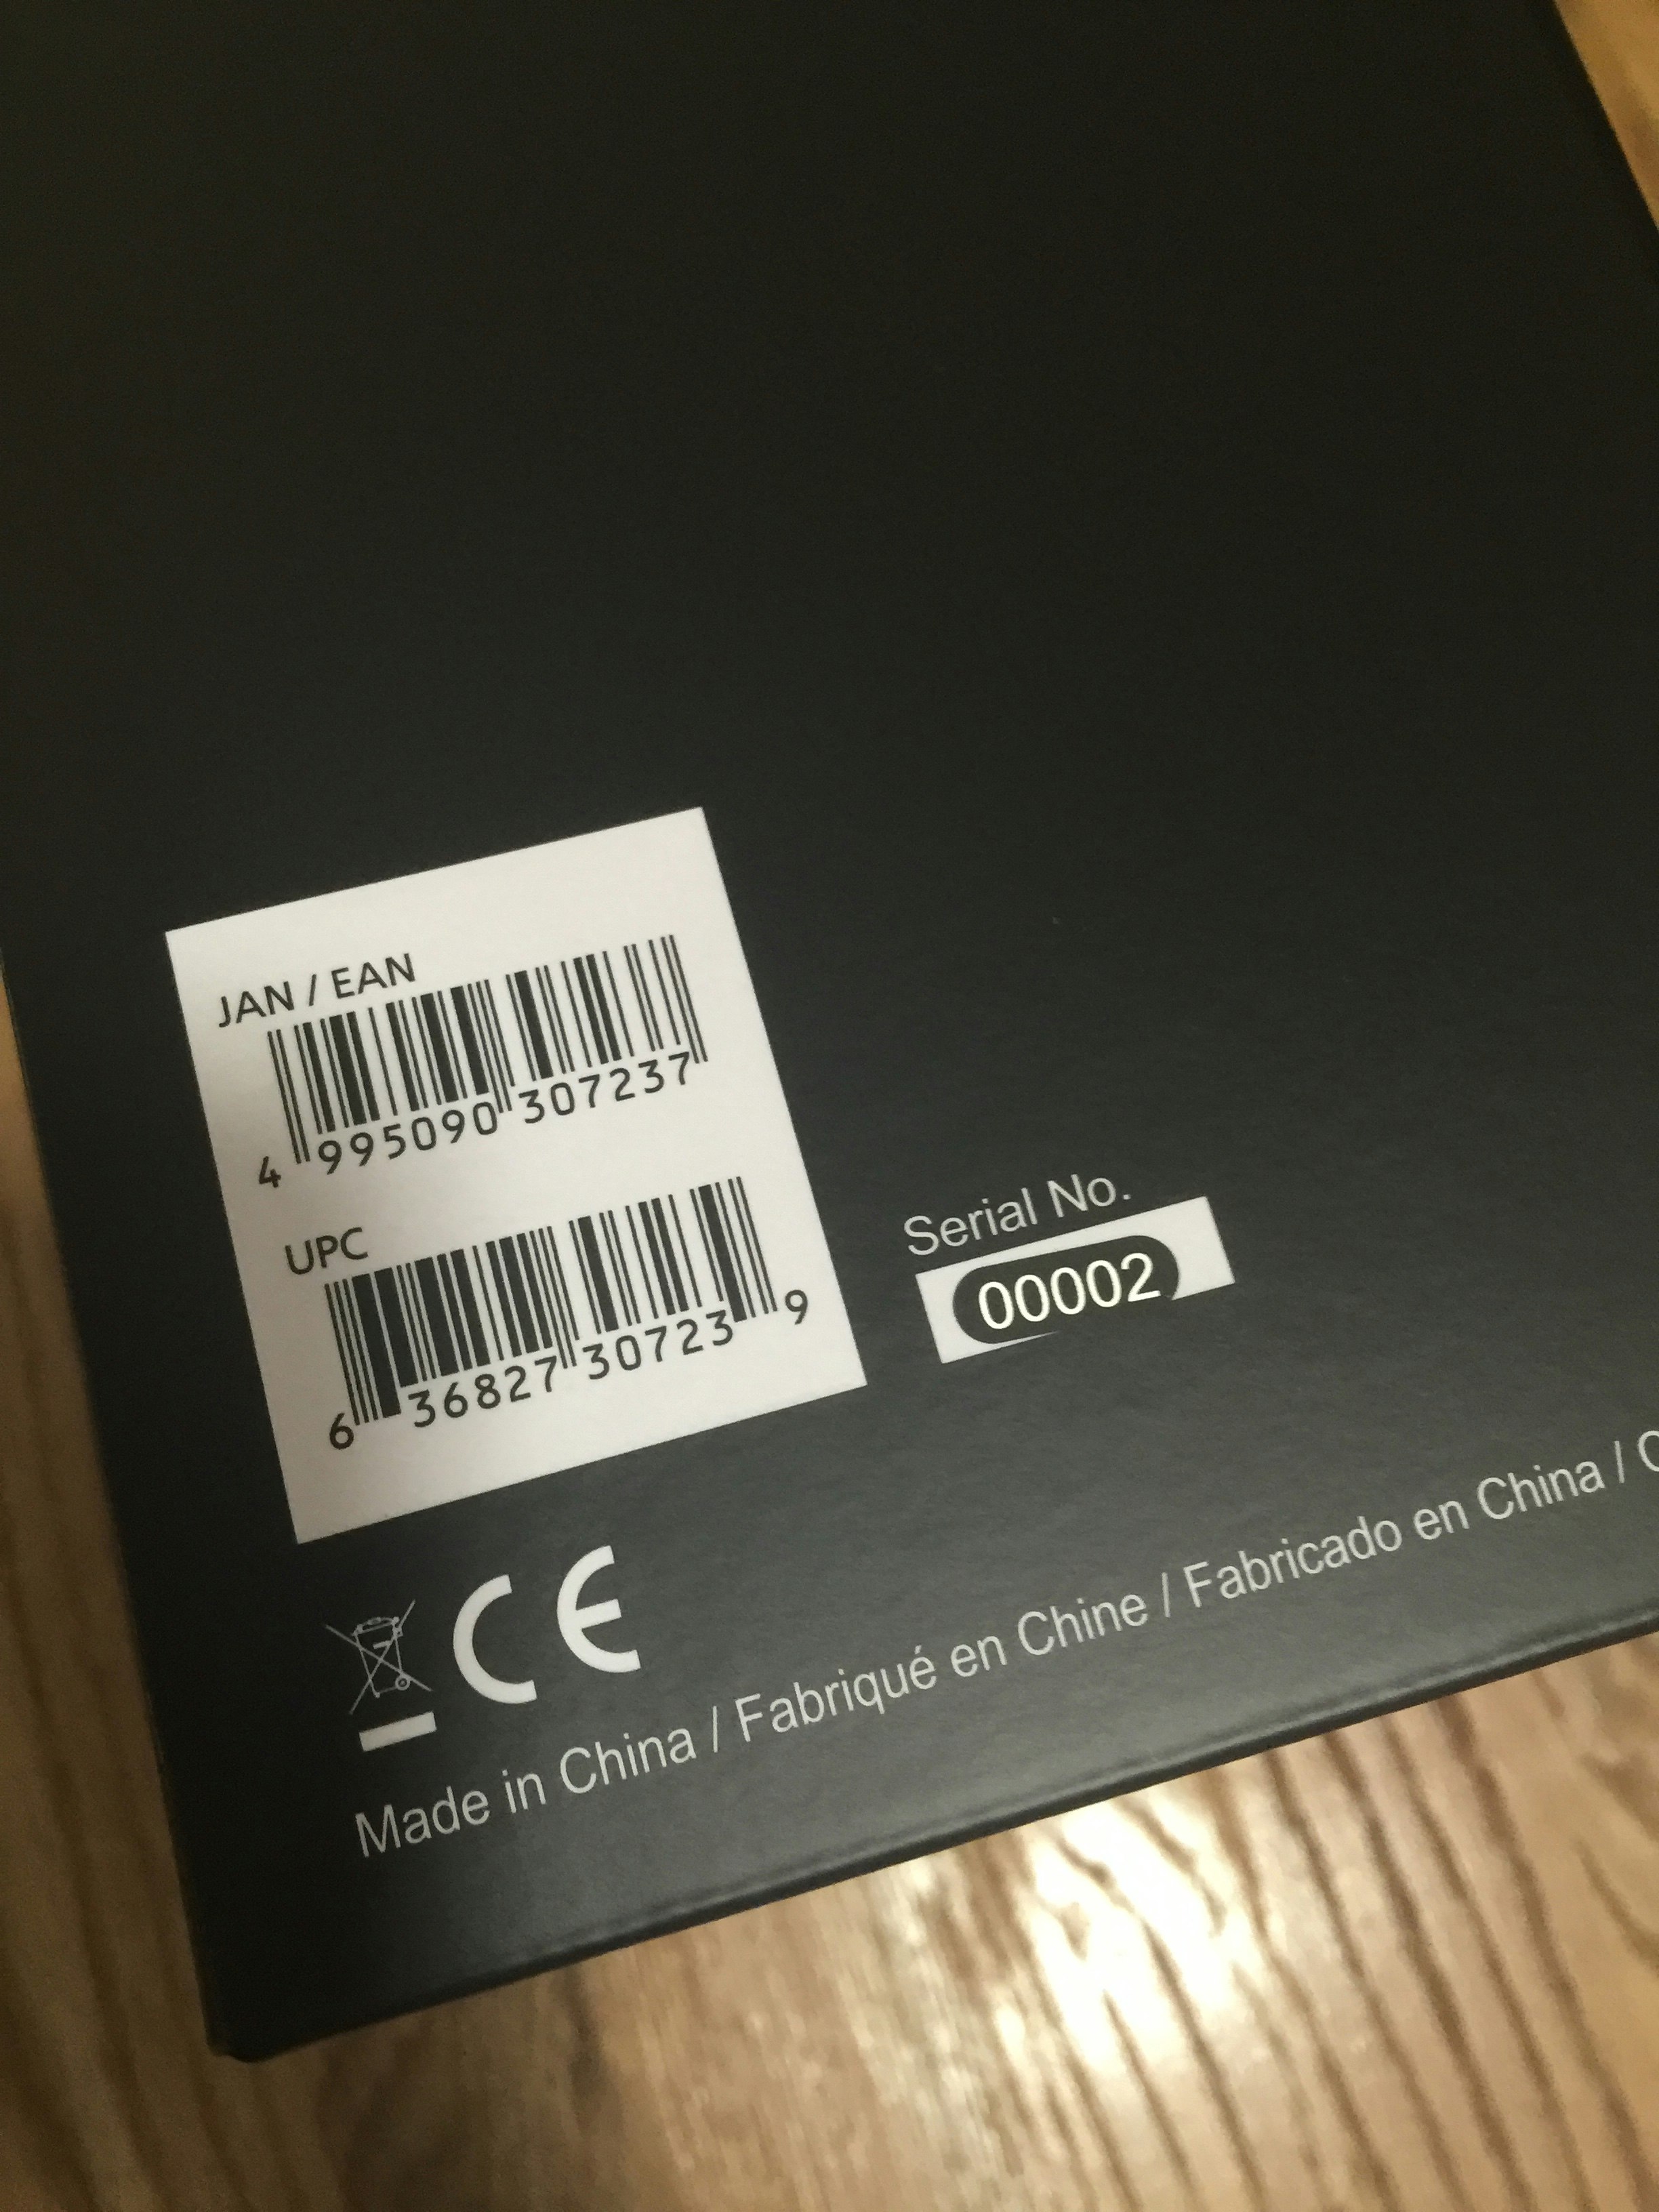 JAN / EAN
4 995090 307237
UPC
6 36827 30723 9
Serial No.
00002
CE
Made in China / Fabriqué en Chine / Fabricado en China /